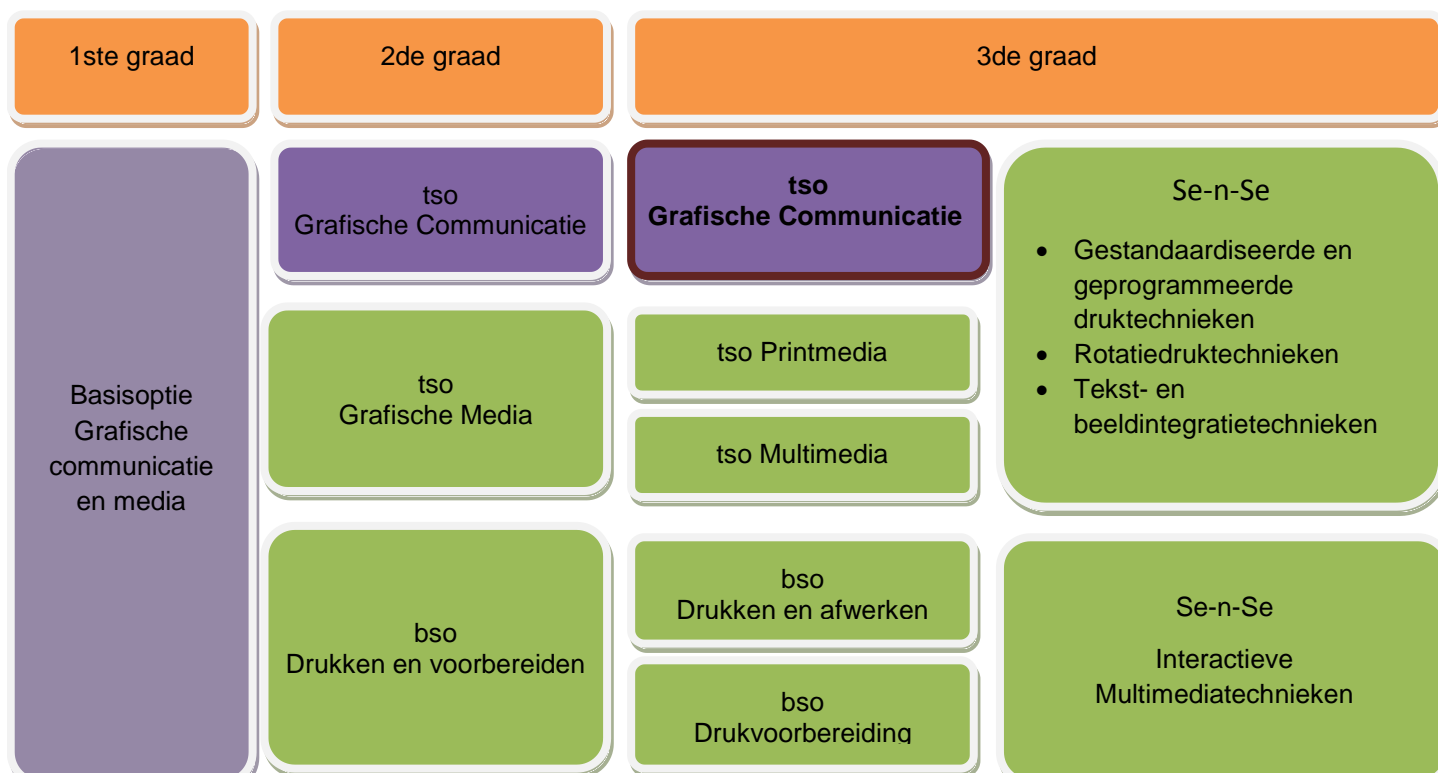 1ste graad
2de graad
3de graad
Basisoptie
Grafische
communicatie
en media
tso
Grafische Communicatie
tso
Grafische Media
bso
Drukken en voorbereiden
tso
Grafische Communicatie
tso Printmedia
tso Multimedia
bso
Drukken en afwerken
bso
Drukvoorbereiding
Se-n-Se
• Gestandaardiseerde en
geprogrammeerde
druktechnieken
• Rotatiedruktechnieken
• Tekst- en
beeldintegratietechnieken
Se-n-Se
Interactieve
Multimediatechnieken